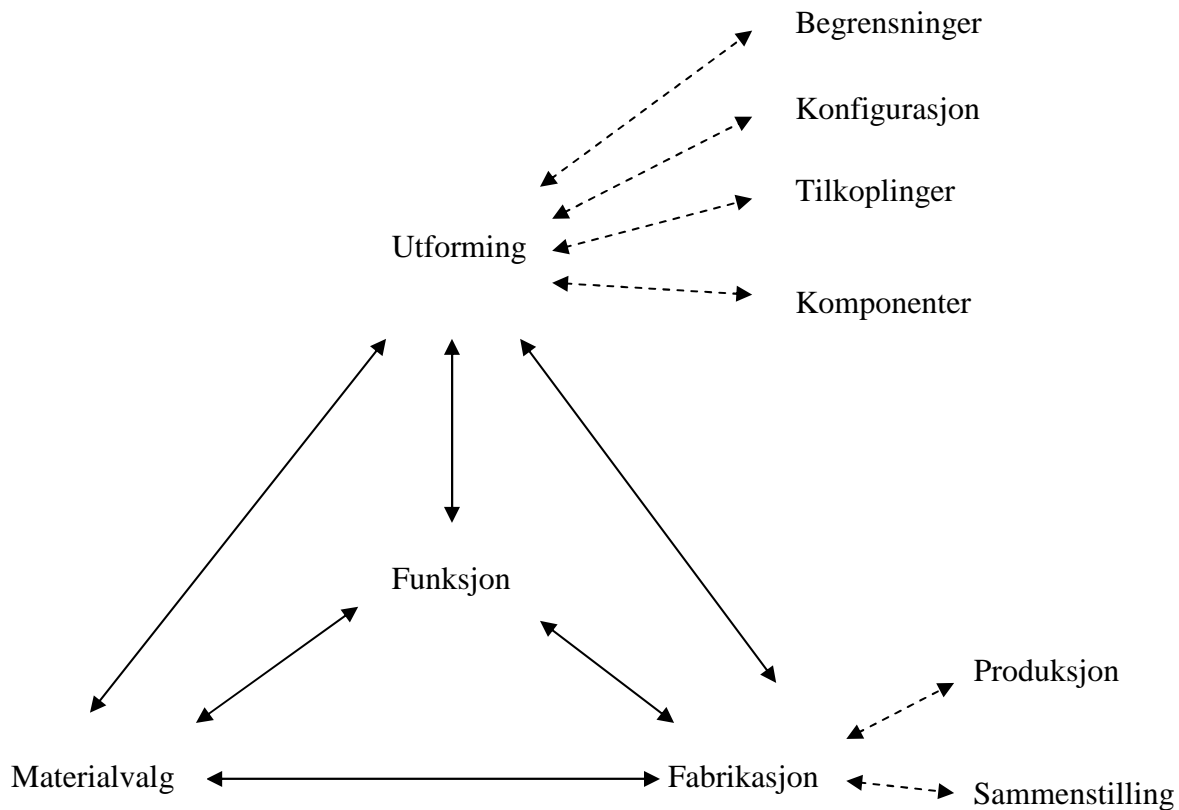 Begrensninger
Konfigurasjon
Tilkoplinger
Utforming
Komponenter
Funksjon
Produksjon
Materialvalg
Fabrikasjon
Sammenstilling